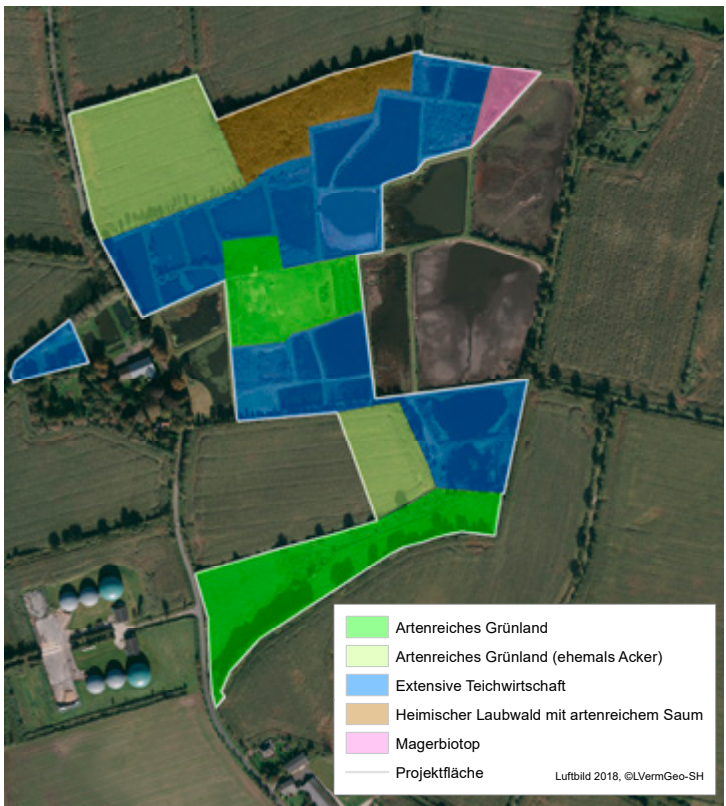 Artenreiches Grünland
Artenreiches Grünland (ehemals Acker)
Extensive Teichwirtschaft
Heimischer Laubwald mit artenreichem Saum
Magerbiotop
Projektfläche
Luftbild 2018, ©LVermGeo-SH